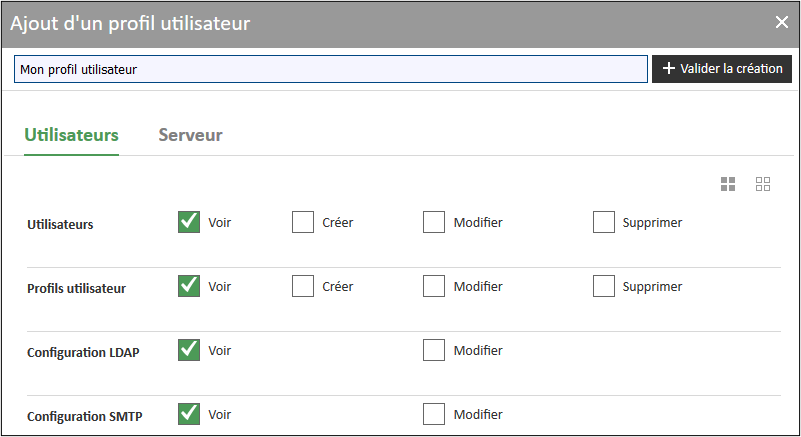 Ajout d'un profil utilisateur
Mon profil utilisateur
Valider la création
Utilisateurs Serveur
Utilisateurs Voir Créer Modifier Supprimer
Profils utilisateur Voir Créer Modifier Supprimer
Configuration LDAP Voir Modifier
Configuration SMTP Voir Modifier